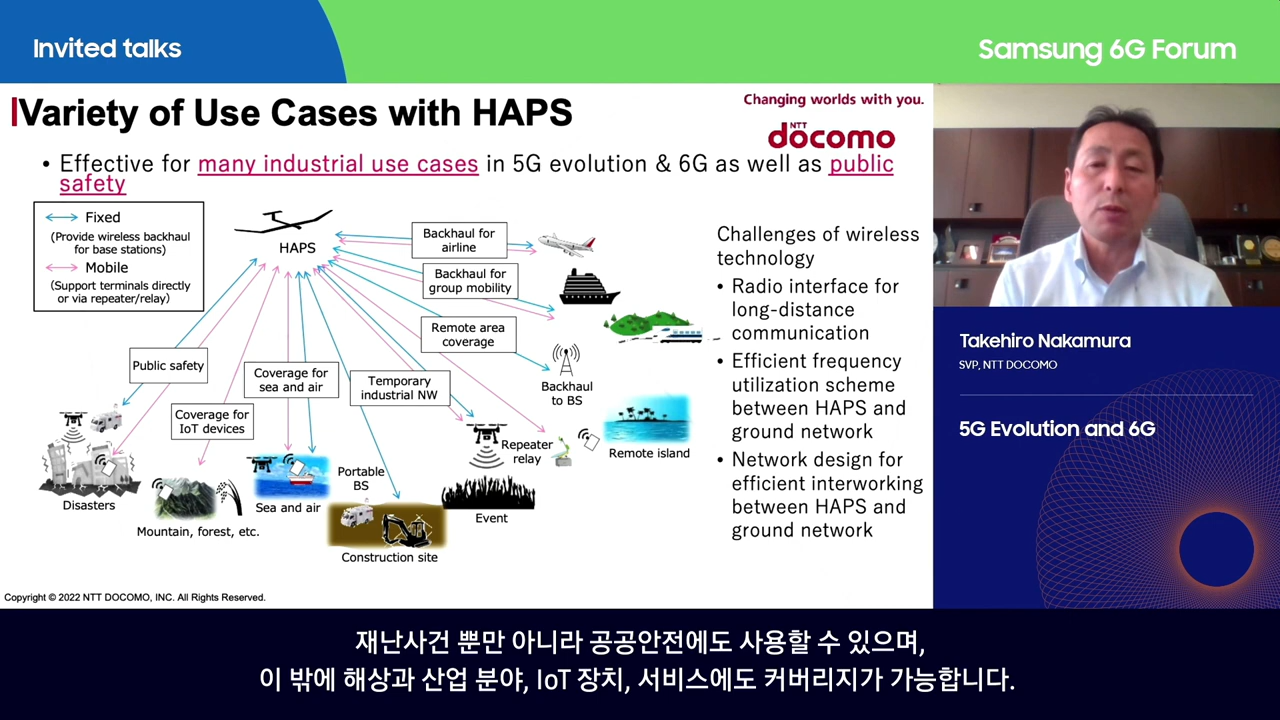 Invited talks
Samsung 6G Forum
Variety of Use Cases with HAPS
Changing worlds with you.
NTT
döcomo
• Effective for many industrial use cases in 5G evolution & 6G as well as public
safety
Fixed
(Provide wireless backhaul
for base stations)
Mobile
(Support terminals directly
or via repeater/relay)
HAPS
Backhaul for
airline
Backhaul for
group mobility
Remote area
coverage
Public safety
Coverage for
IoT devices
Coverage for
sea and air
Temporary
industrial NW
Backhaul
to BS
Repeater
relay
Remote island
Disasters
Mountain, forest, etc.
Sea and air
Portable
BS
Construction site
Event
Challenges of wireless
technology
• Radio interface for
long-distance
communication
• Efficient frequency
utilization scheme
between HAPS and
ground network
• Network design for
efficient interworking
between HAPS and
ground network
Copyright © 2022 NTT DOCOMO, INC. All Rights Reserved.
Takehiro Nakamura
SVP, NTT DOCOMO
5G Evolution and 6G
재난사건 뿐만 아니라 공공안전에도 사용할 수 있으며,
이 밖에 해상과 산업 분야, IoT 장치, 서비스에도 커버리지가 가능합니다.